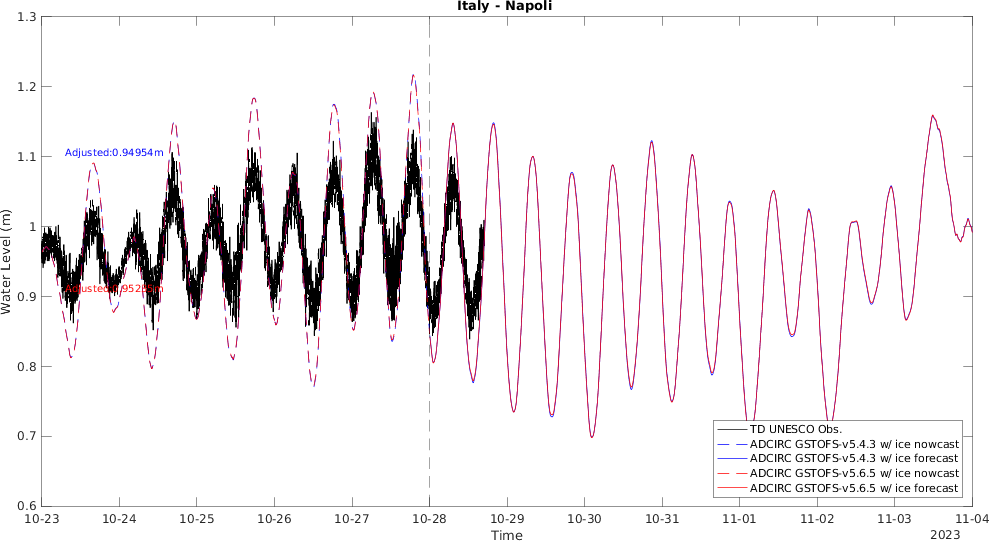 Italy - Napoli
Water Level (m)
1.3
1.2
1.1
1
0.9
0.8
0.7
0.6
Adjusted:0.94954m
10-23
10-24
10-25
10-26
10-27
10-28
10-29
10-30
10-31
11-01
11-02
11-03
11-04
Time
2023
TD UNESCO Obs.
ADCIRC GSTOFS-v5.4.3 w/ ice nowcast
ADCIRC GSTOFS-v5.4.3 w/ ice forecast
ADCIRC GSTOFS-v5.6.5 w/ ice nowcast
ADCIRC GSTOFS-v5.6.5 w/ ice forecast